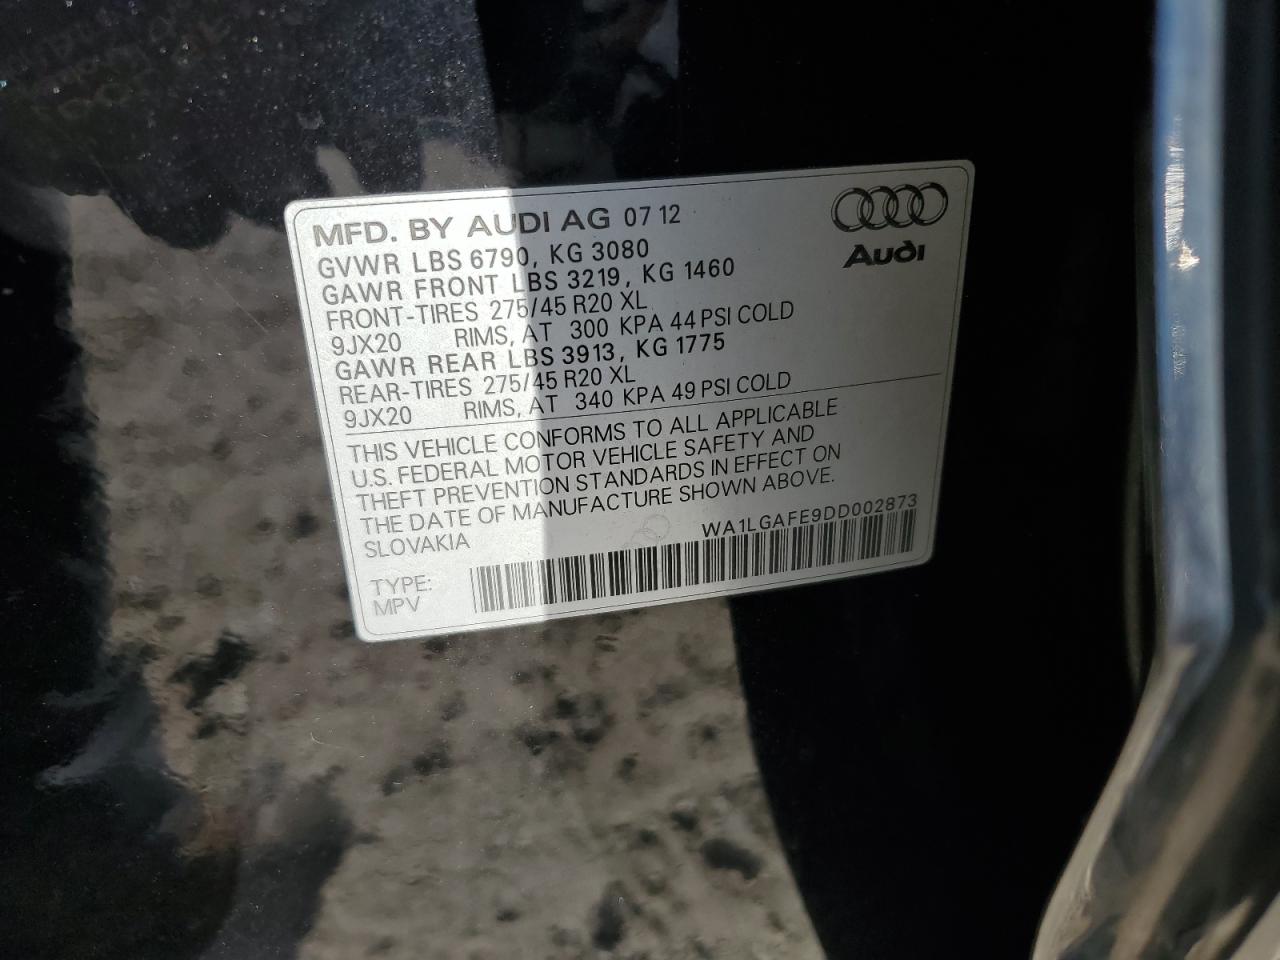 MFD. BY AUDI AG 07 12
Audi
GVWR LBS 6790, KG 3080
GAWR FRONT LBS 3219, KG 1460
FRONT-TIRES 275/45 R20 XL
9JX20 RIMS, AT 300 KPA 44 PSI COLD
GAWR REAR LBS 3913, KG 1775
REAR-TIRES 275/45 R20 XL
9JX20 RIMS, AT 340 KPA 49 PSI COLD
THIS VEHICLE CONFORMS TO ALL APPLICABLE
U.S. FEDERAL MOTOR VEHICLE SAFETY AND
THEFT PREVENTION STANDARDS IN EFFECT ON
THE DATE OF MANUFACTURE SHOWN ABOVE.
SLOVAKIA
WA1LGAFE9DD002873
TYPE:
MPV